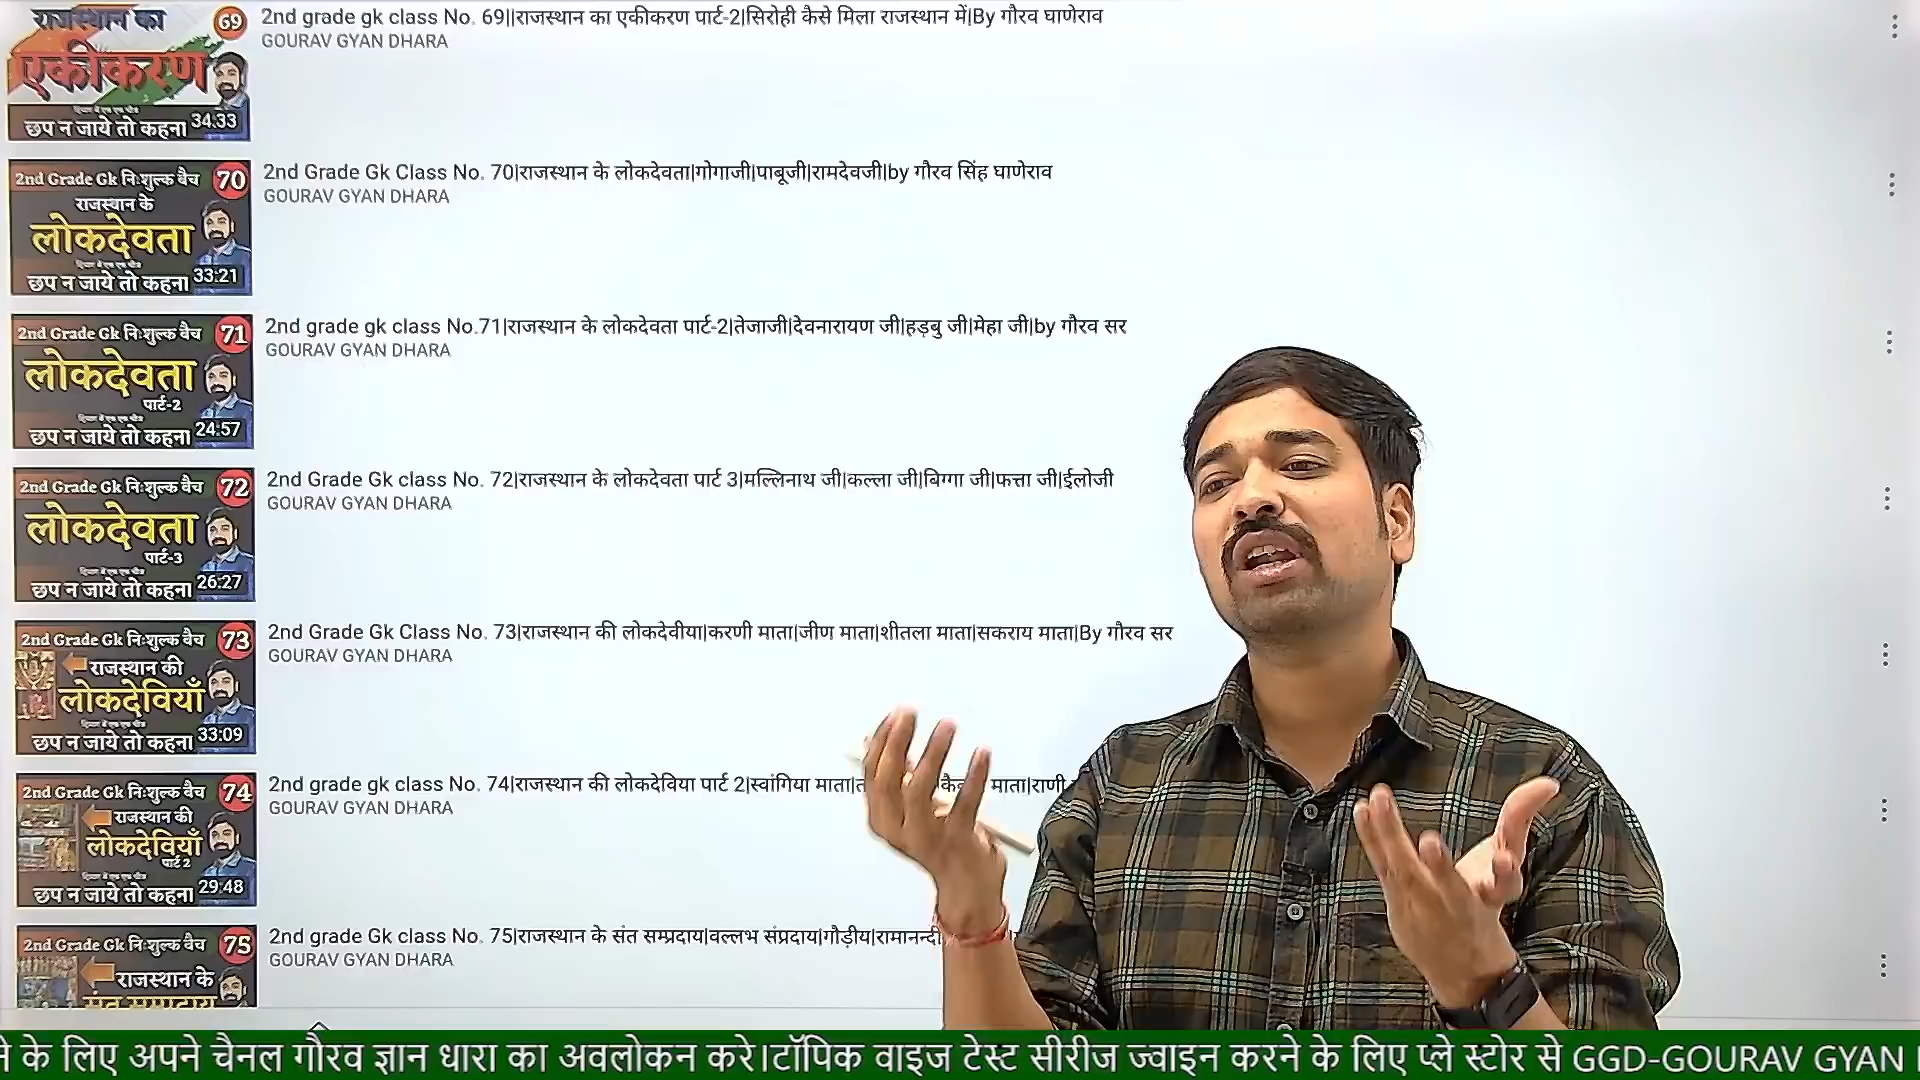 राजस्थान का
69
एकीकरण
छप न जाये तो कहना
34:33
2nd grade gk class No. 69||राजस्थान का एकीकरण पार्ट-2|सिरोही कैसे मिला राजस्थान में|By गौरव घाणेराव
GOURAV GYAN DHARA
2nd Grade Gk निःशुल्क बैच
70
राजस्थान के
लोकदेवता
छप न जाये तो कहना
33:21
2nd Grade Gk Class No. 70|राजस्थान के लोकदेवता|गोगाजी|पाबूजी|रामदेवजी|by गौरव सिंह घाणेराव
GOURAV GYAN DHARA
2nd Grade Gk निःशुल्क बैच
71
लोकदेवता
पार्ट-2
छप न जाये तो कहना
24:57
2nd grade gk class No.71|राजस्थान के लोकदेवता पार्ट-2|तेजाजी|देवनारायण जी|हड़बु जी|मेहा जी|by गौरव सर
GOURAV GYAN DHARA
2nd Grade Gk निःशुल्क बैच
72
लोकदेवता
पार्ट-3
छप न जाये तो कहना
26:27
2nd Grade Gk class No. 72|राजस्थान के लोकदेवता पार्ट 3|मल्लिनाथ जी|कल्ला जी|बिग्गा जी|फत्ता जी|ईलोजी
GOURAV GYAN DHARA
2nd Grade Gk निःशुल्क बैच
73
राजस्थान की
लोकदेवियाँ
छप न जाये तो कहना
33:09
2nd Grade Gk Class No. 73|राजस्थान की लोकदेवीया|करणी माता|जीण माता|शीतला माता|सकराय माता|By गौरव सर
GOURAV GYAN DHARA
2nd Grade Gk निःशुल्क बैच
74
राजस्थान की
लोकदेवियाँ
पार्ट 2
छप न जाये तो कहना
29:48
2nd grade gk class No. 74|राजस्थान की लोकदेविया पार्ट 2|स्वांगिया माता| माता|राणी
GOURAV GYAN DHARA
2nd Grade Gk निःशुल्क बैच
75
राजस्थान के
संत सम्प्रदाय
2nd grade Gk class No. 75|राजस्थान के संत सम्प्रदाय|वल्लभ संप्रदाय|गौड़ीय|रामानन्दी
GOURAV GYAN DHARA
के लिए अपने चैनल गौरव ज्ञान धारा का अवलोकन करे।टॉपिक वाइज टेस्ट सीरीज ज्वाइन करने के लिए प्ले स्टोर से GGD-GOURAV GYAN